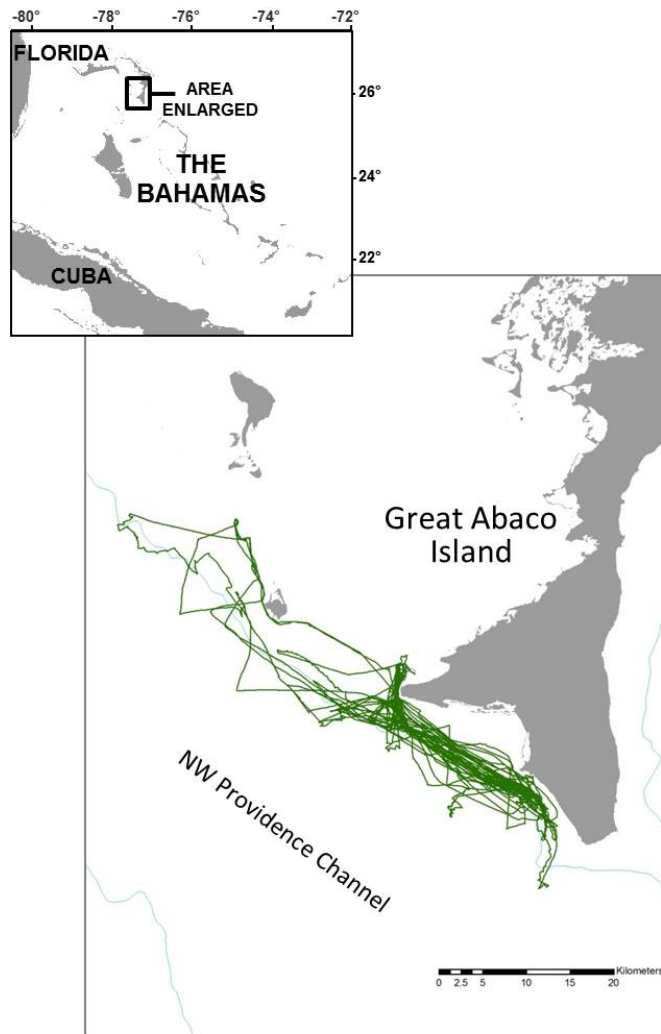 -80° -78° -76° -74° -72°
FLORIDA
AREA
ENLARGED
26°
THE
BAHAMAS
24°
22°
CUBA
Great Abaco
Island
NW Providence Channel
Kilometers
0 2.5 5 10 15 20